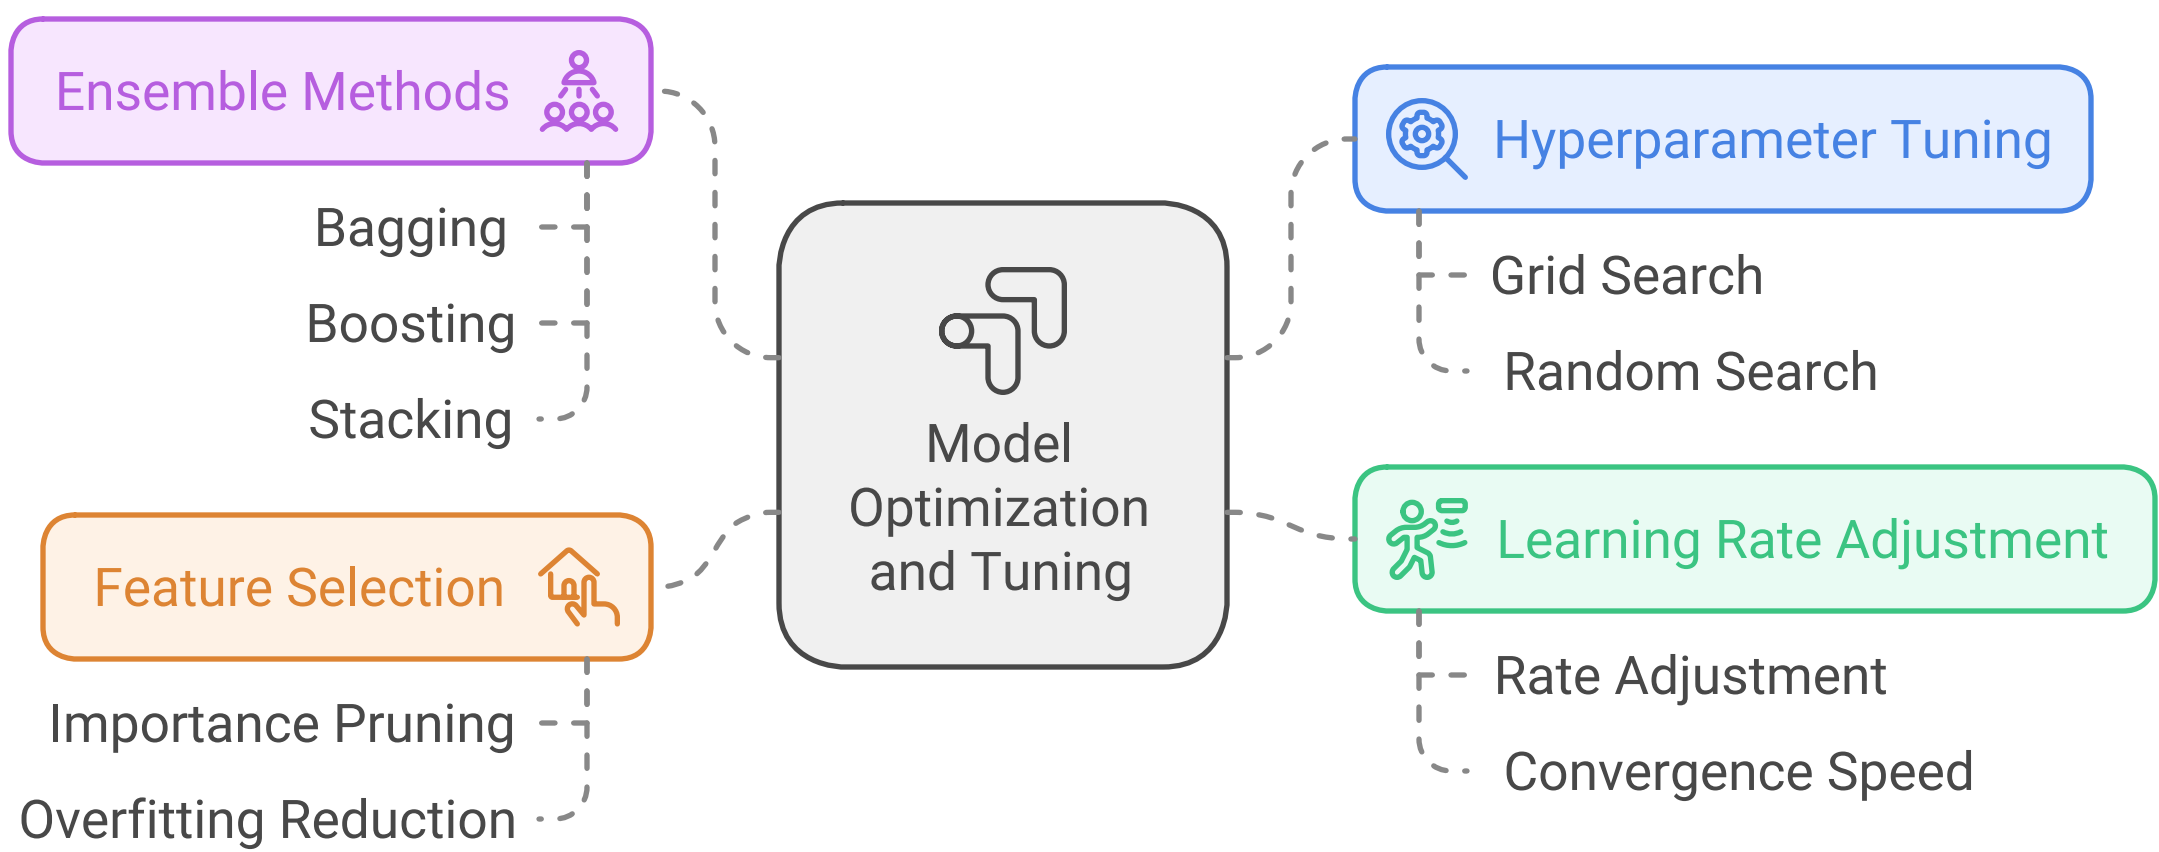 Ensemble Methods
Bagging
Boosting
Stacking
Feature Selection
Importance Pruning
Overfitting Reduction
Model
Optimization
and Tuning
Hyperparameter Tuning
Grid Search
Random Search
Learning Rate Adjustment
Rate Adjustment
Convergence Speed